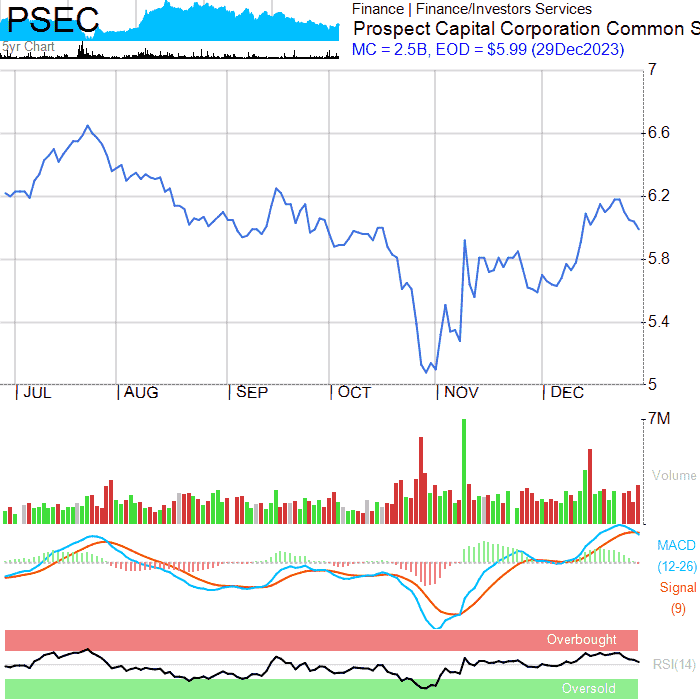 PSEC
5yr Chart
Finance | Finance/Investors Services
Prospect Capital Corporation Common S
MC = 2.5B, EOD = $5.99 (29Dec2023)
7
6.6
6.2
5.8
5.4
5
JUL AUG SEP OCT NOV DEC
7M
Volume
MACD
(12-26)
Signal
(9)
Overbought
RSI(14)
Oversold